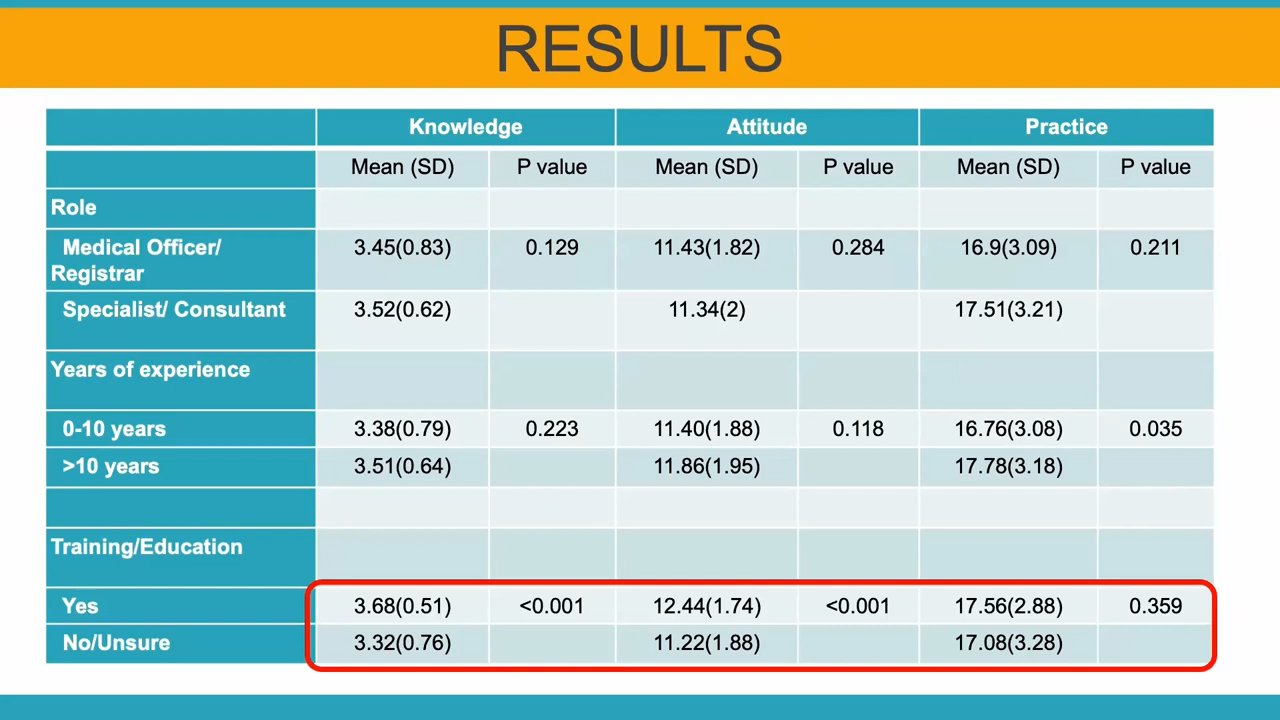 RESULTS
Knowledge Attitude Practice
Mean (SD) P value Mean (SD) P value Mean (SD) P value
Role
Medical Officer/ 3.45(0.83) 0.129 11.43(1.82) 0.284 16.9(3.09) 0.211
Registrar
Specialist/ Consultant 3.52(0.62) 11.34(2) 17.51(3.21)
Years of experience
0-10 years 3.38(0.79) 0.223 11.40(1.88) 0.118 16.76(3.08) 0.035
>10 years 3.51(0.64) 11.86(1.95) 17.78(3.18)
Training/Education
Yes 3.68(0.51) <0.001 12.44(1.74) <0.001 17.56(2.88) 0.359
No/Unsure 3.32(0.76) 11.22(1.88) 17.08(3.28)